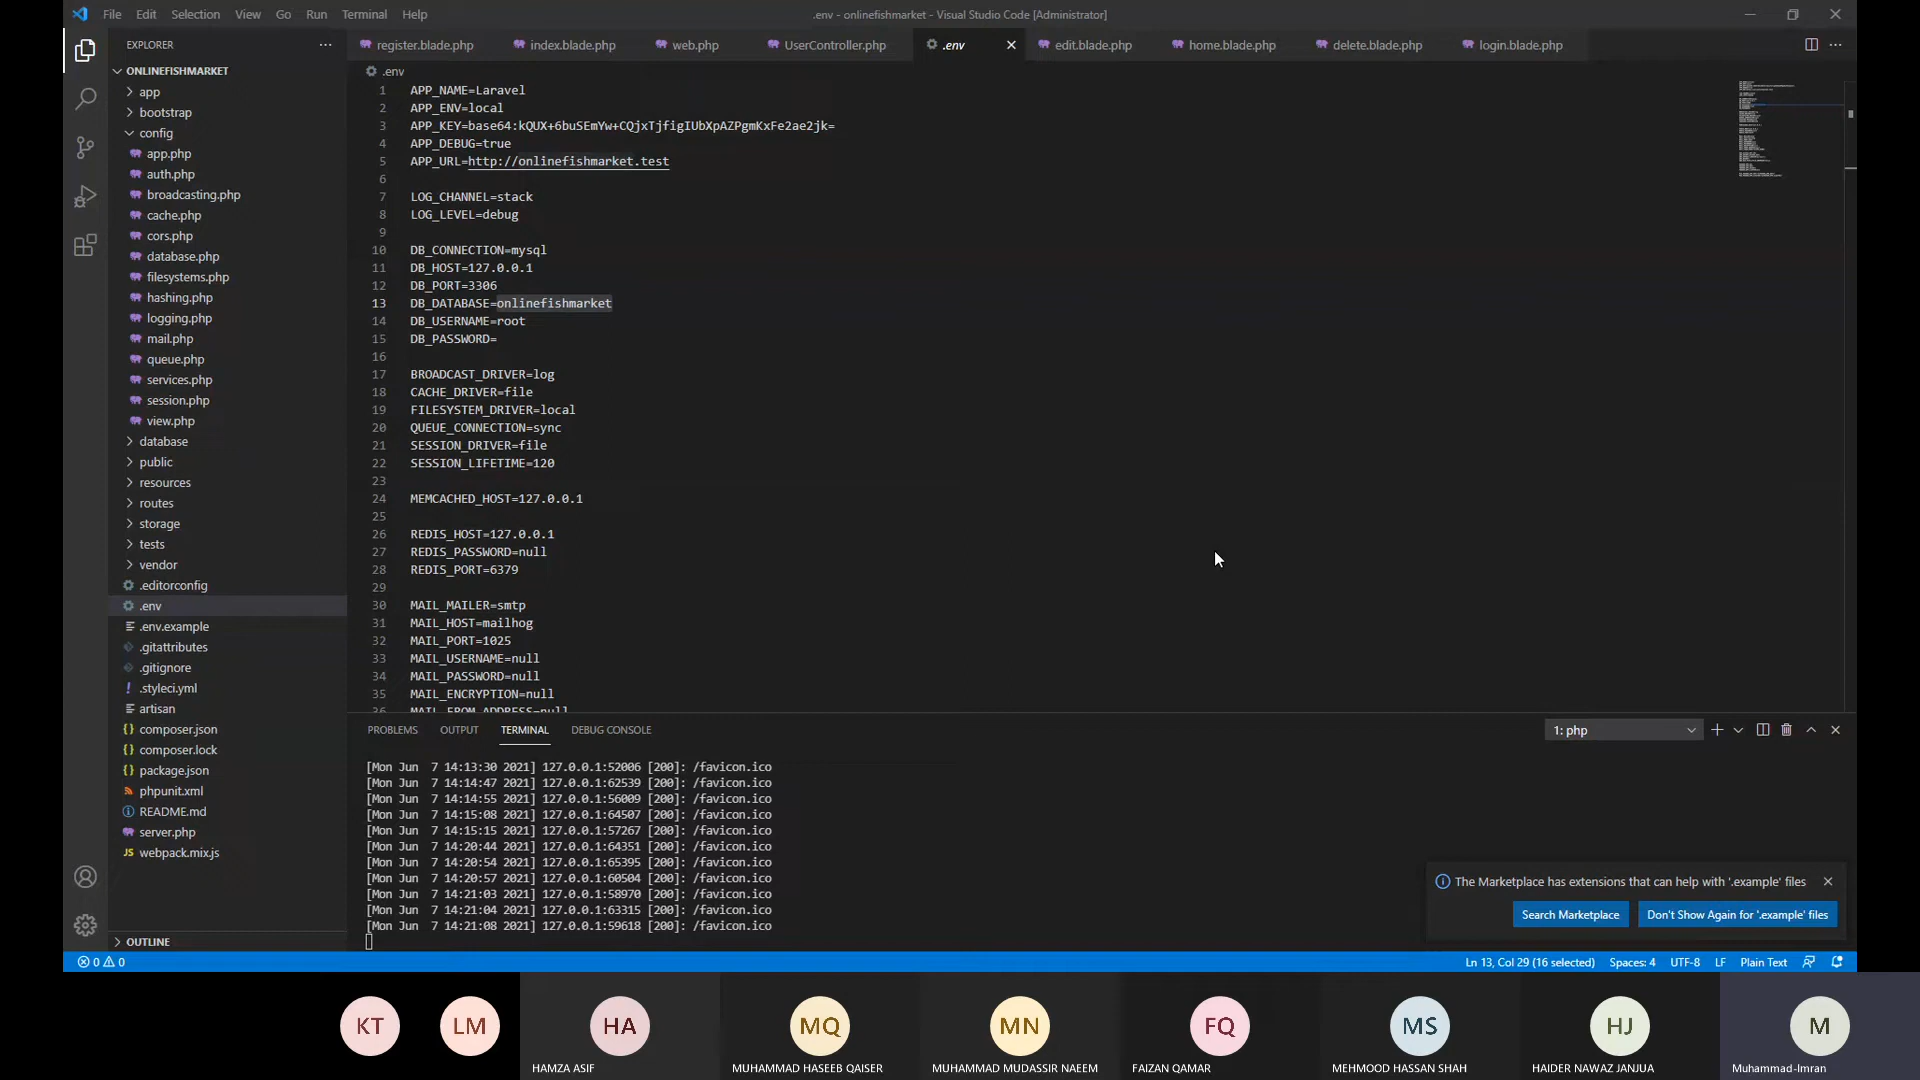 File Edit Selection View Go Run Terminal Help
.env - onlinefishmarket - Visual Studio Code [Administrator]
EXPLORER
register.blade.php index.blade.php web.php UserController.php .env edit.blade.php home.blade.php delete.blade.php login.blade.php
ONLINEFISHMARKET
app
bootstrap
config
app.php
auth.php
broadcasting.php
cache.php
cors.php
database.php
filesystems.php
hashing.php
logging.php
mail.php
queue.php
services.php
session.php
view.php
database
public
resources
routes
storage
tests
vendor
.editorconfig
.env
.env.example
.gitattributes
.gitignore
.styleci.yml
artisan
composer.json
composer.lock
package.json
phpunit.xml
README.md
server.php
webpack.mix.js
OUTLINE
.env
1 APP_NAME=Laravel
2 APP_ENV=local
3 APP_KEY=base64:kQUX+6buSEmYw+CQjxTjfigIUbXpAZPgmKxFe2ae2jk=
4 APP_DEBUG=true
5 APP_URL=http://onlinefishmarket.test
6
7 LOG_CHANNEL=stack
8 LOG_LEVEL=debug
9
10 DB_CONNECTION=mysql
11 DB_HOST=127.0.0.1
12 DB_PORT=3306
13 DB_DATABASE=onlinefishmarket
14 DB_USERNAME=root
15 DB_PASSWORD=
16
17 BROADCAST_DRIVER=log
18 CACHE_DRIVER=file
19 FILESYSTEM_DRIVER=local
20 QUEUE_CONNECTION=sync
21 SESSION_DRIVER=file
22 SESSION_LIFETIME=120
23
24 MEMCACHED_HOST=127.0.0.1
25
26 REDIS_HOST=127.0.0.1
27 REDIS_PASSWORD=null
28 REDIS_PORT=6379
29
30 MAIL_MAILER=smtp
31 MAIL_HOST=mailhog
32 MAIL_PORT=1025
33 MAIL_USERNAME=null
34 MAIL_PASSWORD=null
35 MAIL_ENCRYPTION=null
36 MAIL_FROM_ADDRESS=null
PROBLEMS OUTPUT TERMINAL DEBUG CONSOLE 1: php
[Mon Jun 7 14:13:30 2021] 127.0.0.1:52006 [200]: /favicon.ico
[Mon Jun 7 14:14:47 2021] 127.0.0.1:62539 [200]: /favicon.ico
[Mon Jun 7 14:14:55 2021] 127.0.0.1:56009 [200]: /favicon.ico
[Mon Jun 7 14:15:08 2021] 127.0.0.1:64507 [200]: /favicon.ico
[Mon Jun 7 14:15:15 2021] 127.0.0.1:57267 [200]: /favicon.ico
[Mon Jun 7 14:20:44 2021] 127.0.0.1:64351 [200]: /favicon.ico
[Mon Jun 7 14:20:54 2021] 127.0.0.1:65395 [200]: /favicon.ico
[Mon Jun 7 14:20:57 2021] 127.0.0.1:60504 [200]: /favicon.ico
[Mon Jun 7 14:21:03 2021] 127.0.0.1:58970 [200]: /favicon.ico
[Mon Jun 7 14:21:04 2021] 127.0.0.1:63315 [200]: /favicon.ico
[Mon Jun 7 14:21:08 2021] 127.0.0.1:59618 [200]: /favicon.ico
The Marketplace has extensions that can help with '.example' files
Search Marketplace Don't Show Again for '.example' files
0 0 Ln 13, Col 29 (16 selected) Spaces: 4 UTF-8 LF Plain Text
KT LM HA MQ MN FQ MS HJ M
HAMZA ASIF MUHAMMAD HASEEB QAISER MUHAMMAD MUDASSIR NAEEM FAIZAN QAMAR MEHMOOD HASSAN SHAH HAIDER NAWAZ JANJUA Muhammad-Imran